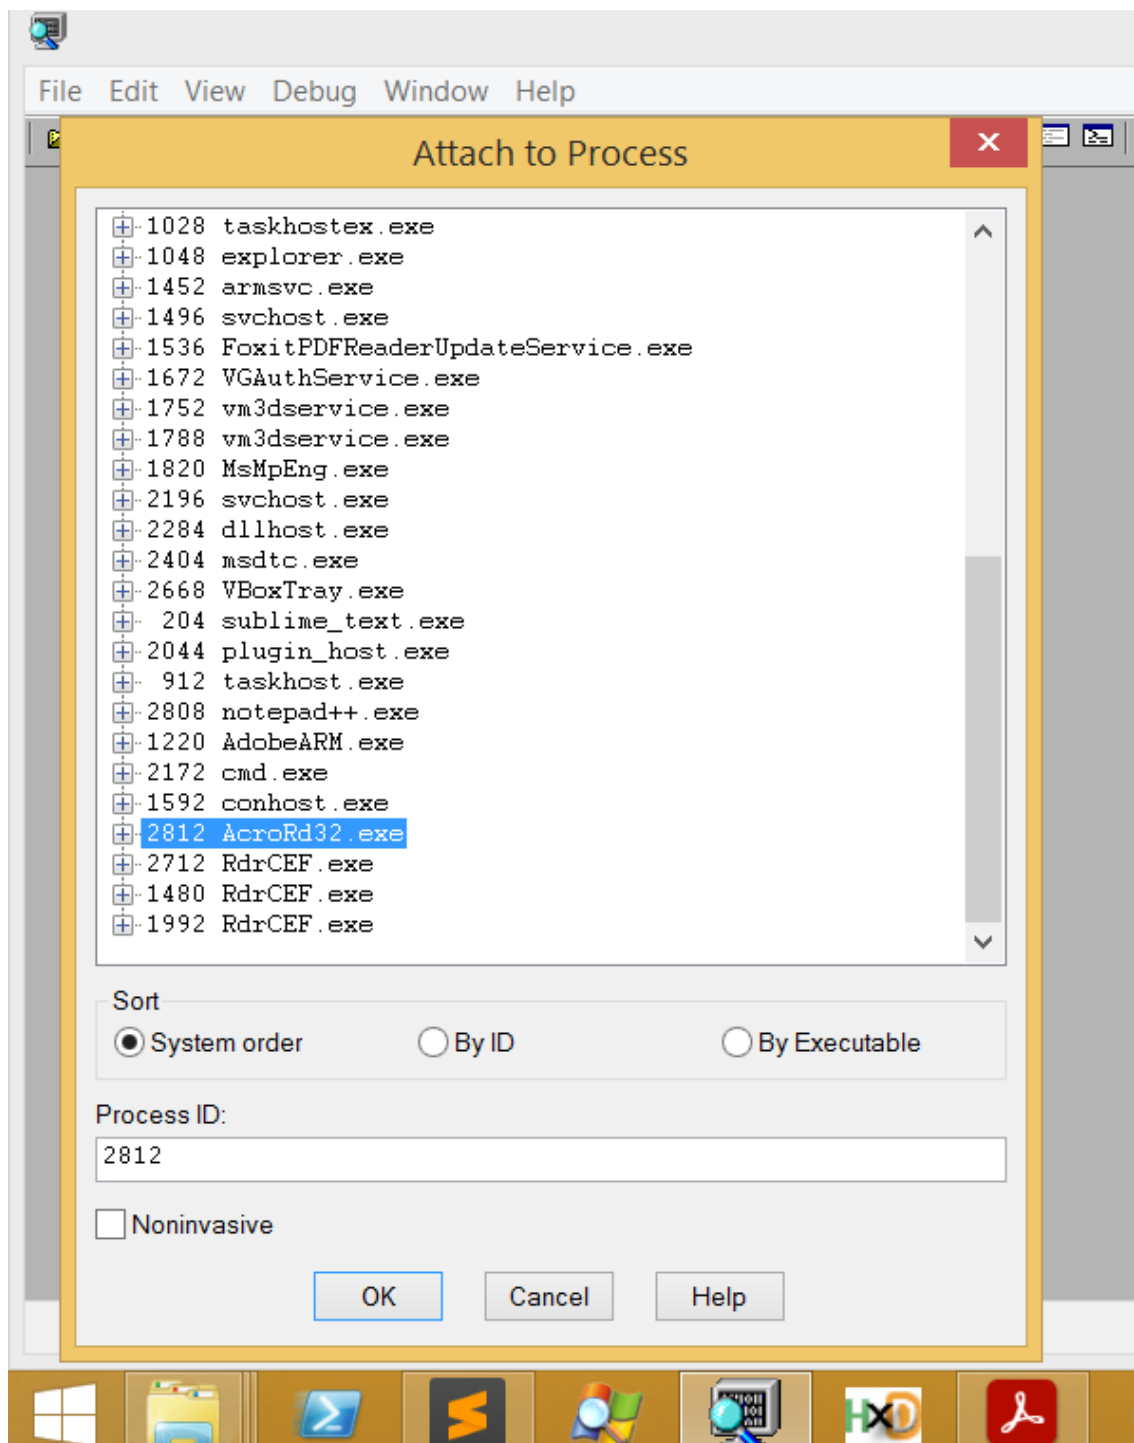 File Edit View Debug Window Help
Attach to Process
1028 taskhostex.exe
1048 explorer.exe
1452 armsvc.exe
1496 svchost.exe
1536 FoxitPDFReaderUpdateService.exe
1672 VGAuthService.exe
1752 vm3dservice.exe
1788 vm3dservice.exe
1820 MsMpEng.exe
2196 svchost.exe
2284 dllhost.exe
2404 msdtc.exe
2668 VBoxTray.exe
204 sublime_text.exe
2044 plugin_host.exe
912 taskhost.exe
2808 notepad++.exe
1220 AdobeARM.exe
2172 cmd.exe
1592 conhost.exe
2812 AcroRd32.exe
2712 RdrCEF.exe
1480 RdrCEF.exe
1992 RdrCEF.exe
Sort
System order By ID By Executable
Process ID:
2812
Noninvasive
OK Cancel Help
HxD